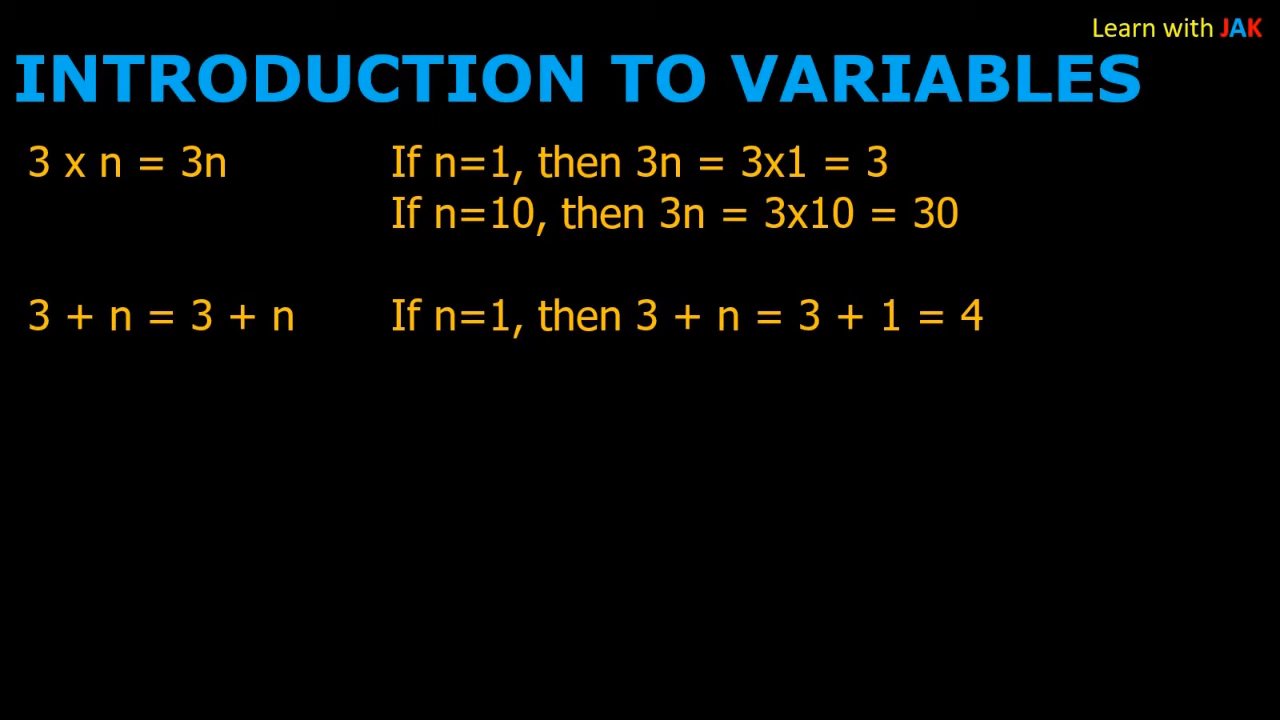 Learn with JAK
INTRODUCTION TO VARIABLES
3 x n = 3n If n=1, then 3n = 3x1 = 3
If n=10, then 3n = 3x10 = 30
3 + n = 3 + n If n=1, then 3 + n = 3 + 1 = 4